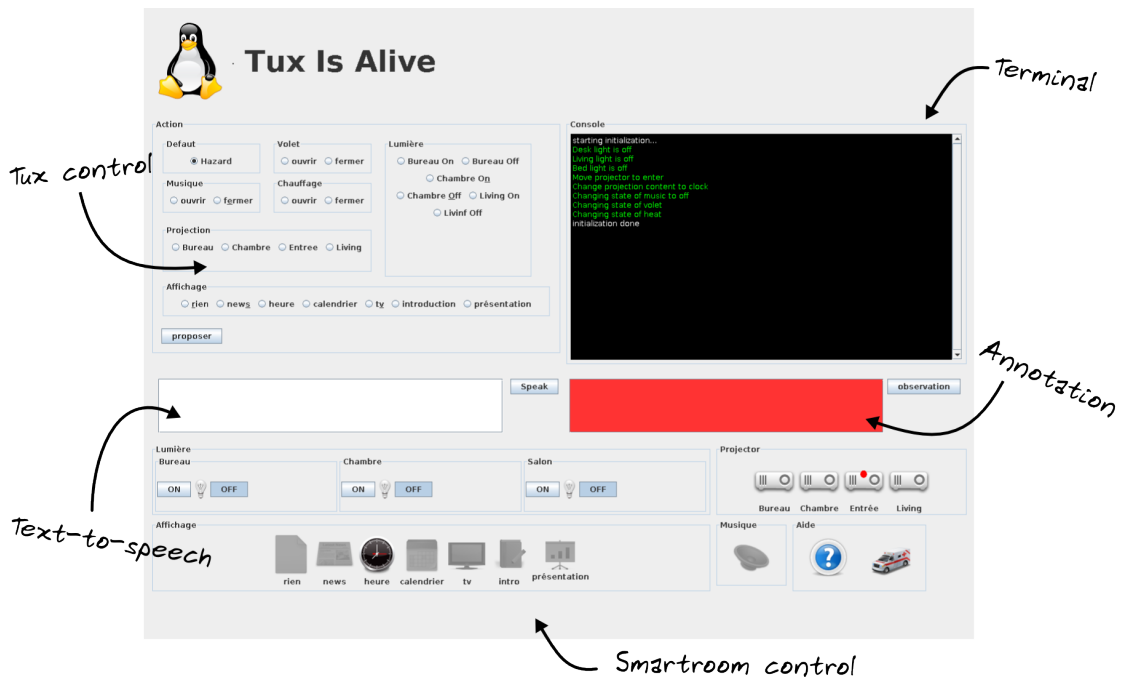 Tux Is Alive
Terminal
Action
Console
Defaut
Hazard
Volet
ouvrir fermer
Lumière
Bureau On Bureau Off
Chambre On
Chambre Off Living On
Livinf Off
Musique
ouvrir fermer
Chauffage
ouvrir fermer
Projection
Bureau Chambre Entree Living
Affichage
rien news heure calendrier tv introduction présentation
proposer
Tux control
starting initialization...
Desk light is off
Living light is off
Bed light is off
Move projector to enter
Change projection content to clock
Changing state of music to off
Changing state of volet
Changing state of heat
initialization done
Speak
observation
Annotation
Text-to-speech
Lumière
Bureau
ON OFF
Chambre
ON OFF
Salon
ON OFF
Projector
Bureau Chambre Entrée Living
Affichage
rien news heure calendrier tv intro présentation
Musique
Aide
?
Smartroom control